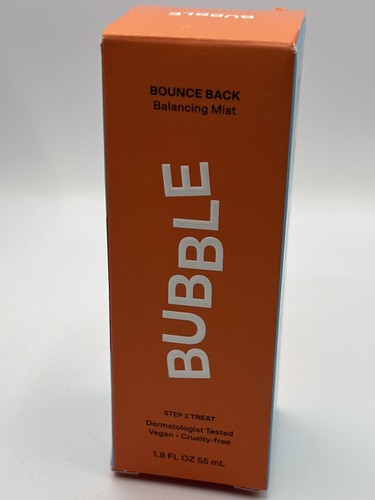 BUBBLE
BOUNCE BACK
Balancing Mist
BUBBLE
STEP 2 TREAT
Dermatologist Tested
Vegan • Cruelty-free
1.8 FL OZ 55 mL